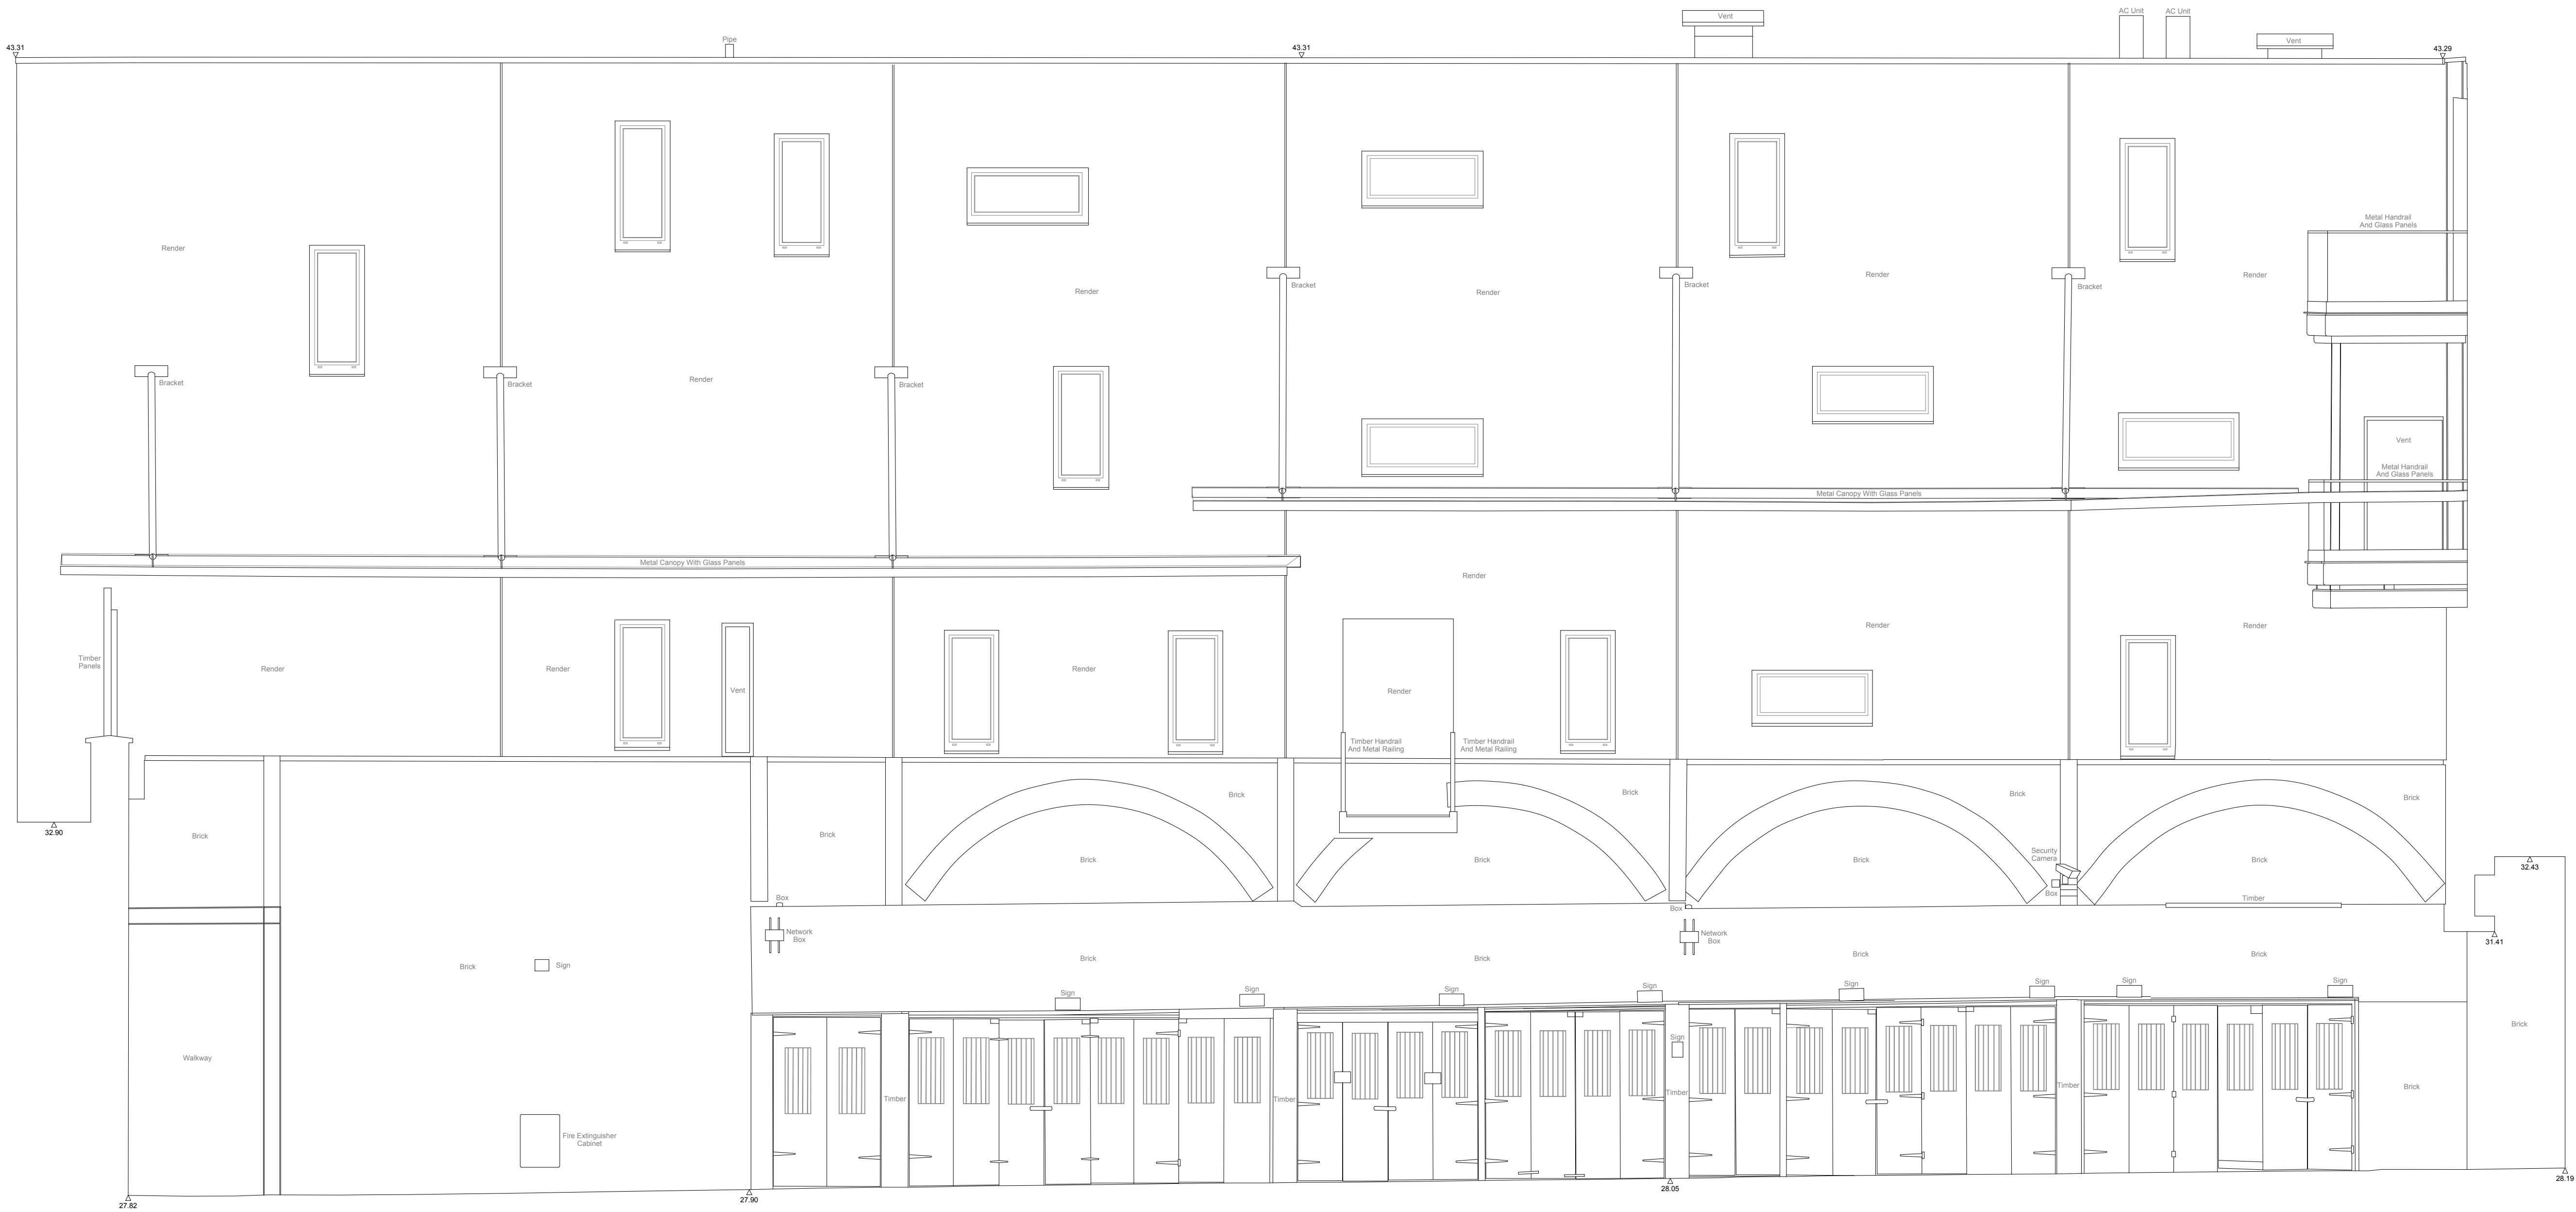 Vent
AC Unit
AC Unit
Pipe
Vent
43.31
43.31
43.29
Metal Handrail
And Glass Panels
Render
Render
Render
Bracket
Bracket
Bracket
Render
Render
Render
Render
Bracket
Bracket
Bracket
Vent
Metal Handrail
And Glass Panels
Metal Canopy With Glass Panels
Metal Canopy With Glass Panels
Render
Render
Render
Timber
Panels
Render
Render
Render
Vent
Render
Timber Handrail
And Metal Railing
Timber Handrail
And Metal Railing
Brick
Brick
Brick
Brick
32.90
Brick
Brick
Brick
Brick
Brick
Brick
Security
Camera
Box
32.43
Box
Box
Timber
Network
Box
Network
Box
31.41
Brick
Sign
Brick
Brick
Brick
Brick
Sign
Sign
Sign
Sign
Sign
Sign
Sign
Sign
Brick
Sign
Walkway
Timber
Timber
Timber
Timber
Brick
Fire Extinguisher
Cabinet
27.82
27.90
28.05
28.19